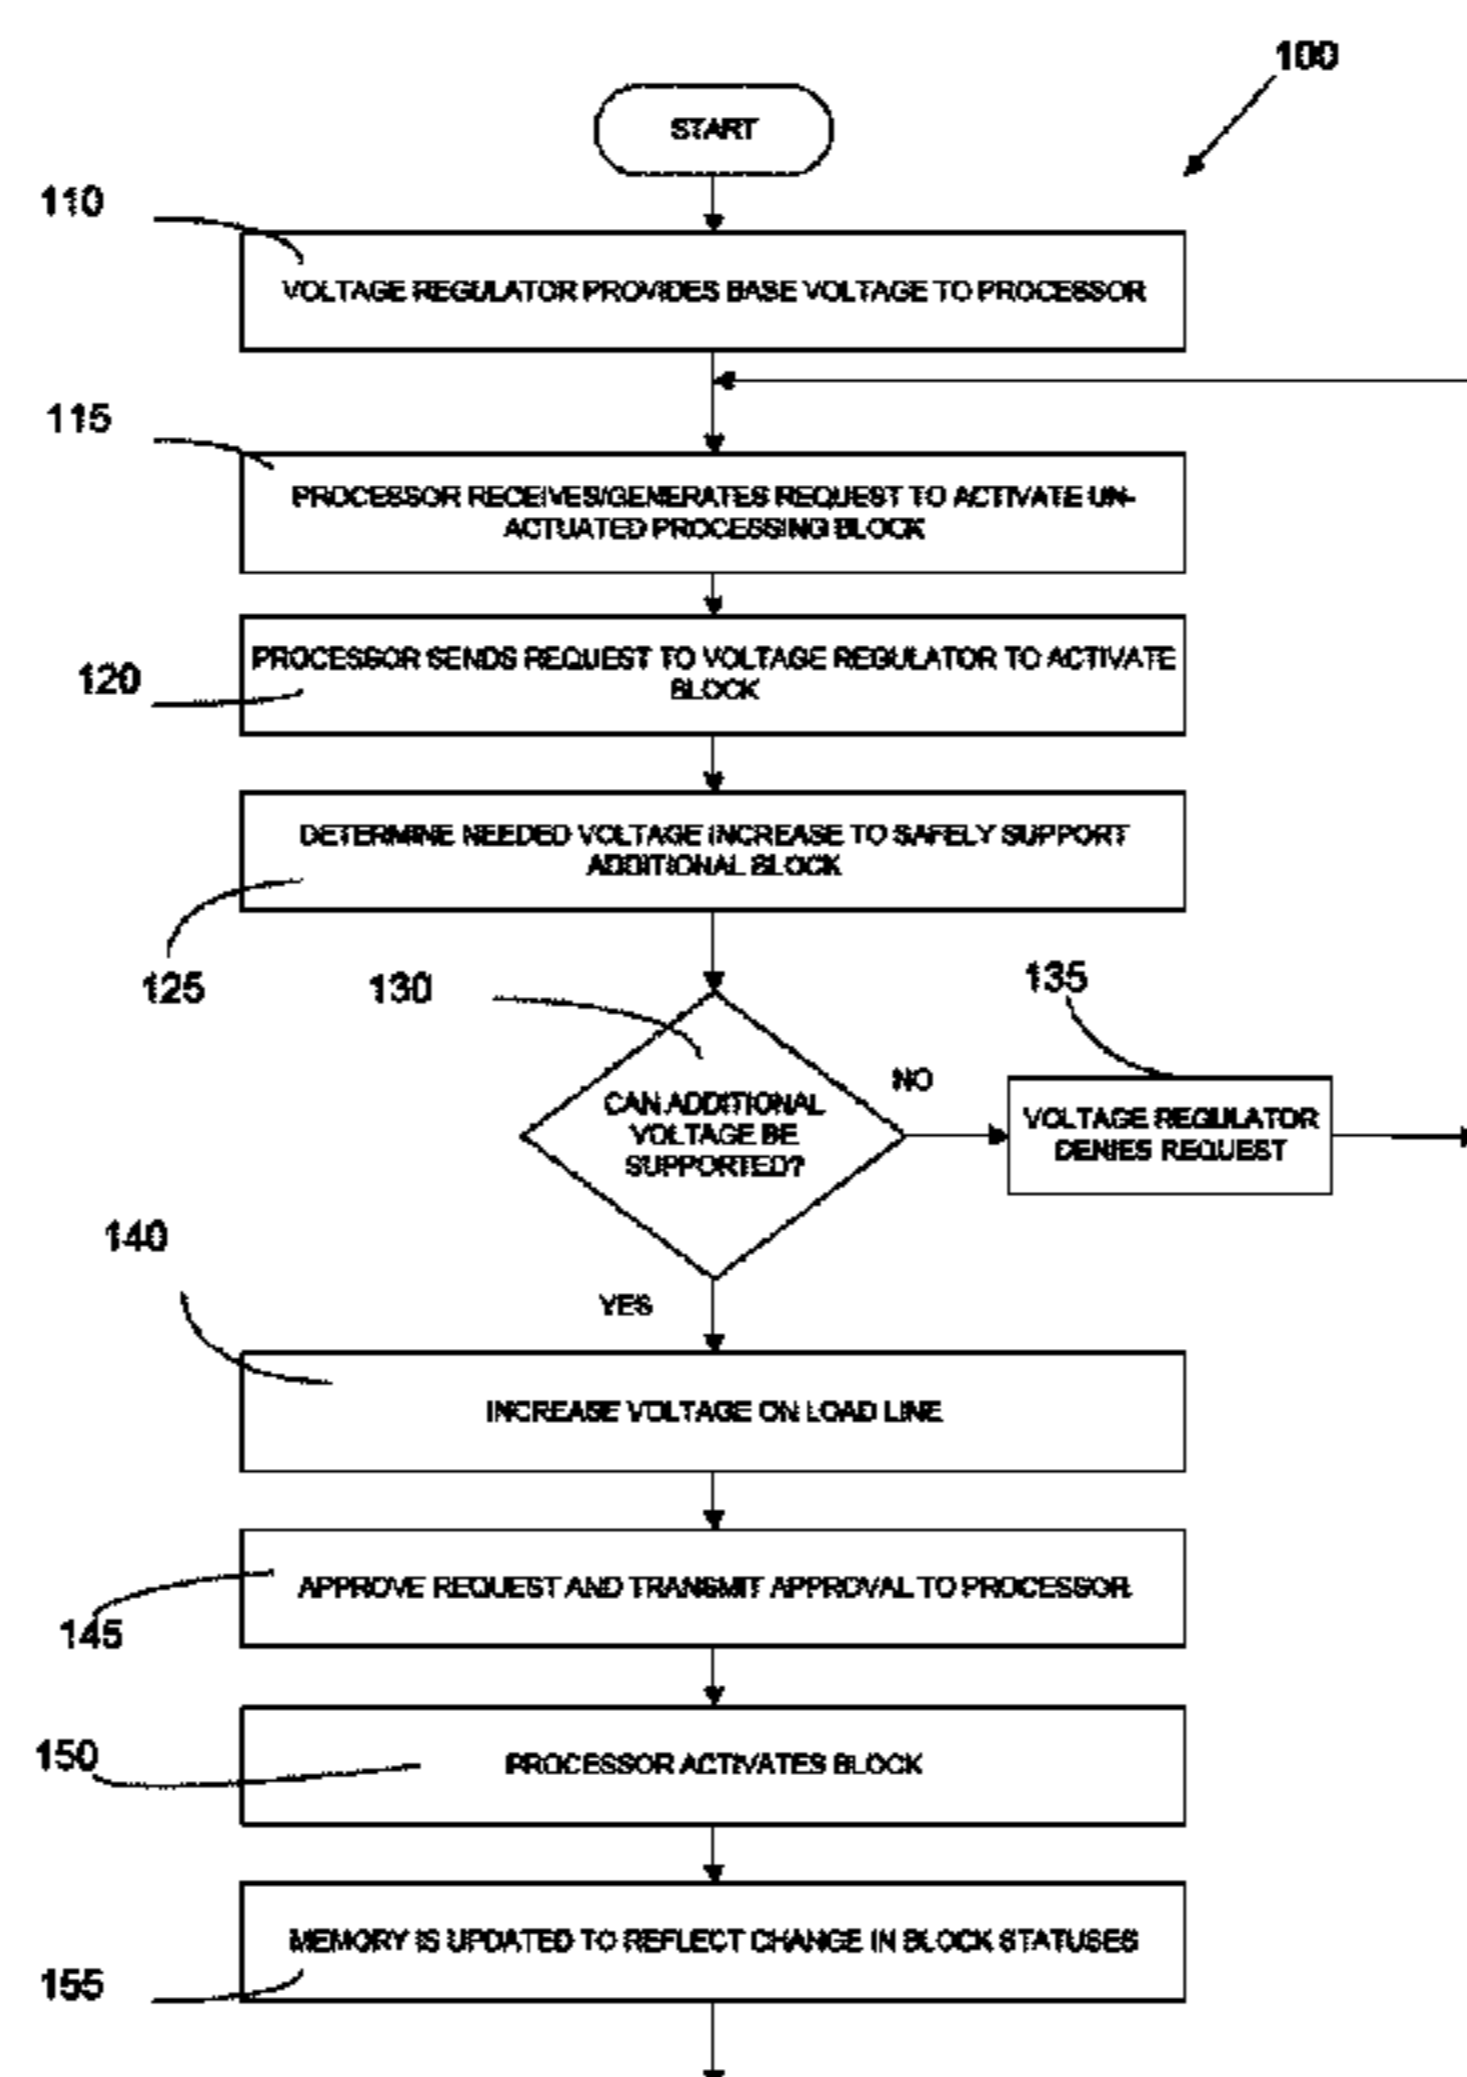 100
START
110
VOLTAGE REGULATOR PROVIDES BASE VOLTAGE TO PROCESSOR
115
PROCESSOR RECEIVES/GENERATES REQUEST TO ACTIVATE UN-
ACTUATED PROCESSING BLOCK
PROCESSOR SENDS REQUEST TO VOLTAGE REGULATOR TO ACTIVATE
BLOCK
120
DETERMINE NEEDED VOLTAGE INCREASE TO SAFELY SUPPORT
ADDITIONAL BLOCK
125
130
135
CAN ADDITIONAL
VOLTAGE BE
SUPPORTED?
NO
VOLTAGE REGULATOR
DENIES REQUEST
140
YES
INCREASE VOLTAGE ON LOAD LINE
APPROVE REQUEST AND TRANSMIT APPROVAL TO PROCESSOR
145
150
PROCESSOR ACTIVATES BLOCK
MEMORY IS UPDATED TO REFLECT CHANGE IN BLOCK STATUSES
155